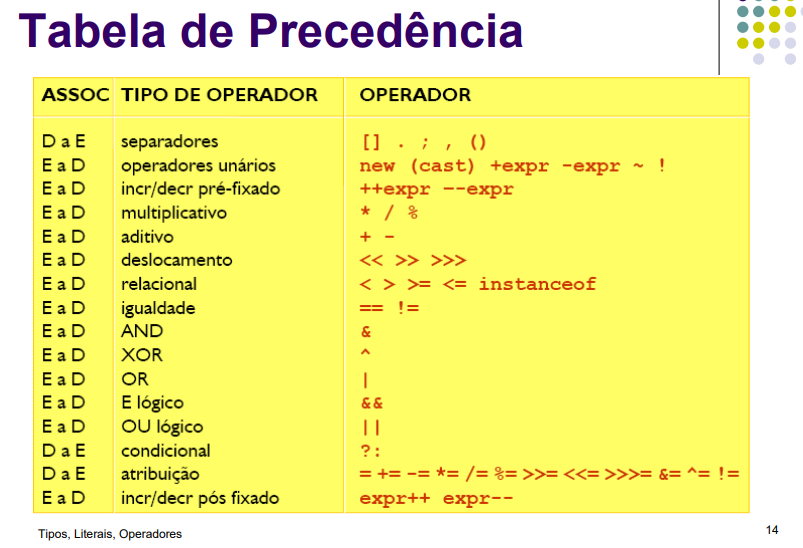 Tabela de Precedência
ASSOC TIPO DE OPERADOR OPERADOR
D a E separadores [] . ; , ()
E a D operadores unários new (cast) +expr -expr ~ !
E a D incr/decr pré-fixado ++expr --expr
E a D multiplicativo * / %
E a D aditivo + -
E a D deslocamento << >> >>>
E a D relacional < > >= <= instanceof
E a D igualdade == !=
E a D AND &
E a D XOR ^
E a D OR |
E a D E lógico &&
E a D OU lógico ||
D a E condicional ?:
D a E atribuição = += -= *= /= %= >>= <<= >>>= &= ^= !=
E a D incr/decr pós fixado expr++ expr--
Tipos, Literais, Operadores 14